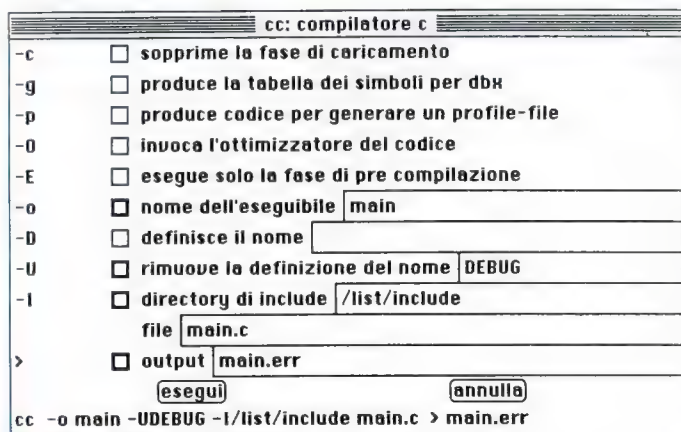 cc: compilatore c
-c sopprime la fase di caricamento
-g produce la tabella dei simboli per dbx
-p produce codice per generare un profile-file
-O invoca l'ottimizzatore del codice
-E esegue solo la fase di pre compilazione
-o nome dell'eseguibile main
-D definisce il nome
-U rimuove la definizione del nome DEBUG
-I directory di include /list/include
file main.c
> output main.err
esegui annulla
cc -o main -UDEBUG -I/list/include main.c > main.err